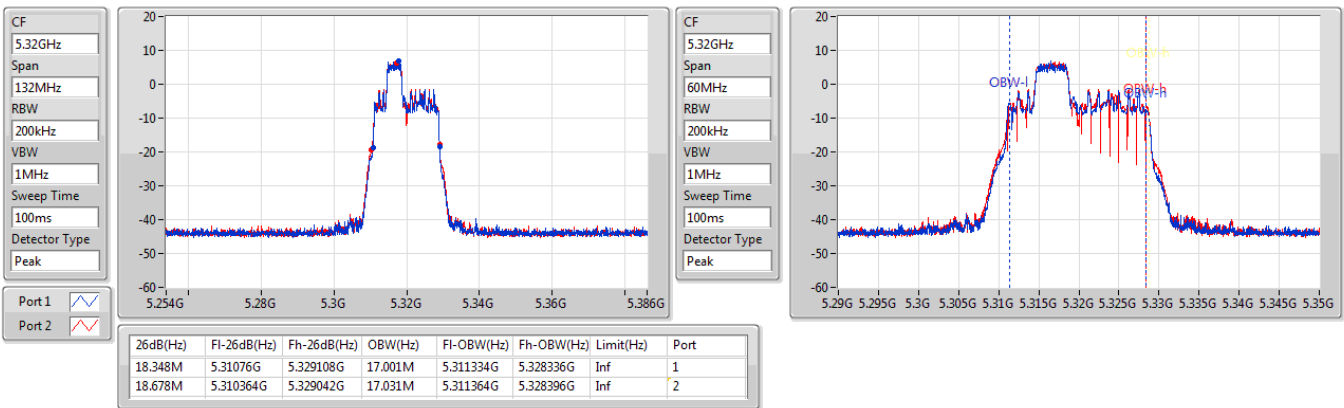 CF
5.32GHz
Span
132MHz
RBW
200kHz
VBW
1MHz
Sweep Time
100ms
Detector Type
Peak
Port 1
Port 2
20
10
0
-10
-20
-30
-40
-50
-60
5.254G 5.28G 5.3G 5.32G 5.34G 5.36G 5.386G
CF
5.32GHz
Span
60MHz
RBW
200kHz
VBW
1MHz
Sweep Time
100ms
Detector Type
Peak
20
10
0
-10
-20
-30
-40
-50
-60
OBW-h
OBW-l
OBW-h
5.29G 5.295G 5.3G 5.305G 5.31G 5.315G 5.32G 5.325G 5.33G 5.335G 5.34G 5.345G 5.35G
26dB(Hz) Fl-26dB(Hz) Fh-26dB(Hz) OBW(Hz) Fl-OBW(Hz) Fh-OBW(Hz) Limit(Hz) Port
18.348M 5.31076G 5.329108G 17.001M 5.311334G 5.328336G Inf 1
18.678M 5.310364G 5.329042G 17.031M 5.311364G 5.328396G Inf 2